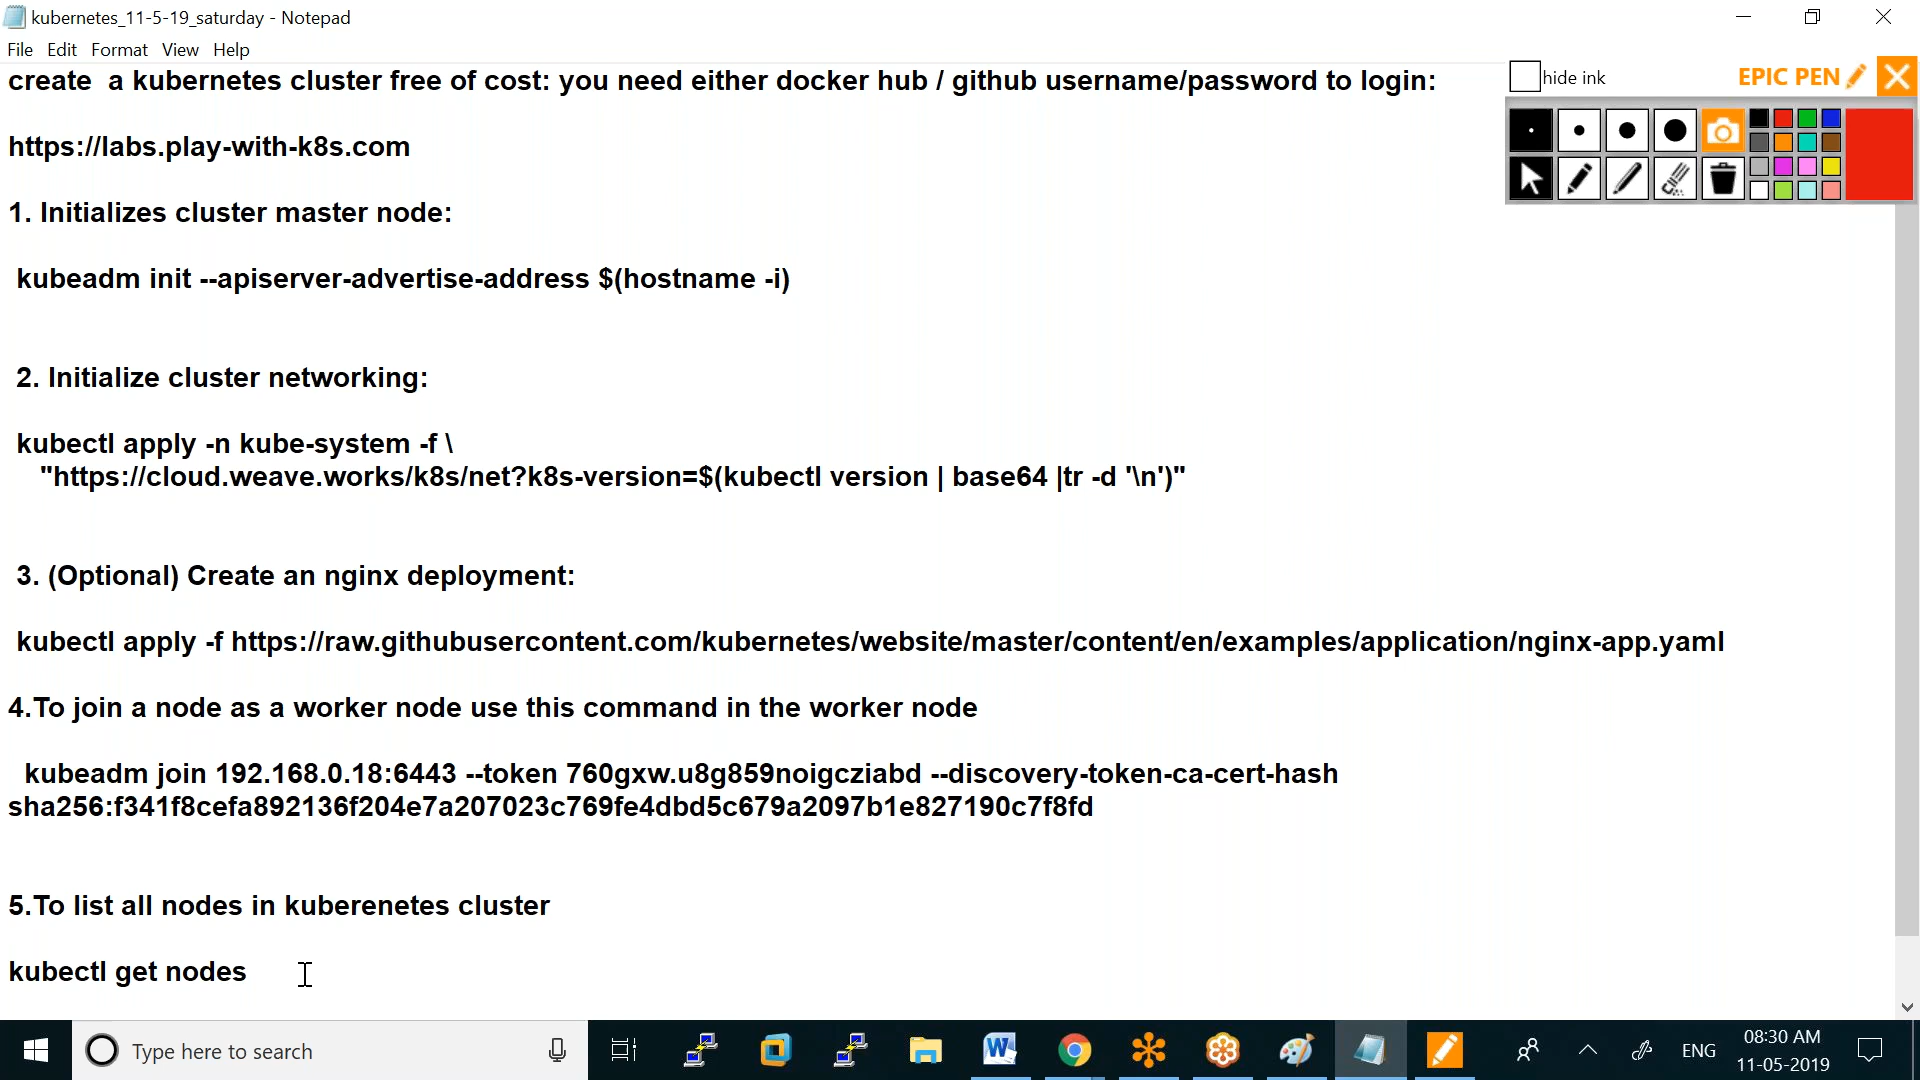 kubernetes_11-5-19_saturday - Notepad
File Edit Format View Help
create  a kubernetes cluster free of cost: you need either docker hub / github username/password to login:
hide ink
EPIC PEN
https://labs.play-with-k8s.com
1. Initializes cluster master node:
kubeadm init --apiserver-advertise-address $(hostname -i)
2. Initialize cluster networking:
kubectl apply -n kube-system -f \
"https://cloud.weave.works/k8s/net?k8s-version=$(kubectl version | base64 |tr -d '\n')"
3. (Optional) Create an nginx deployment:
kubectl apply -f https://raw.githubusercontent.com/kubernetes/website/master/content/en/examples/application/nginx-app.yaml
4.To join a node as a worker node use this command in the worker node
kubeadm join 192.168.0.18:6443 --token 760gxw.u8g859noigcziabd --discovery-token-ca-cert-hash
sha256:f341f8cefa892136f204e7a207023c769fe4dbd5c679a2097b1e827190c7f8fd
5.To list all nodes in kuberenetes cluster
kubectl get nodes
Type here to search
ENG
08:30 AM
11-05-2019